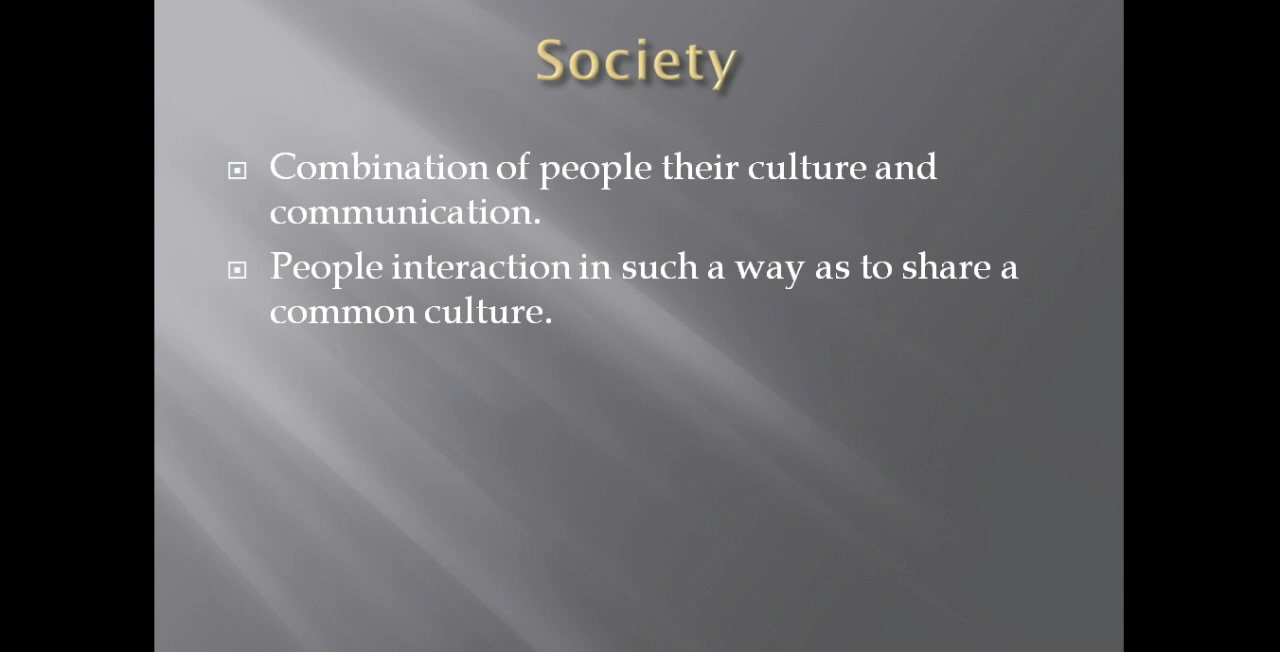 Society
Combination of people their culture and
communication.
People interaction in such a way as to share a
common culture.